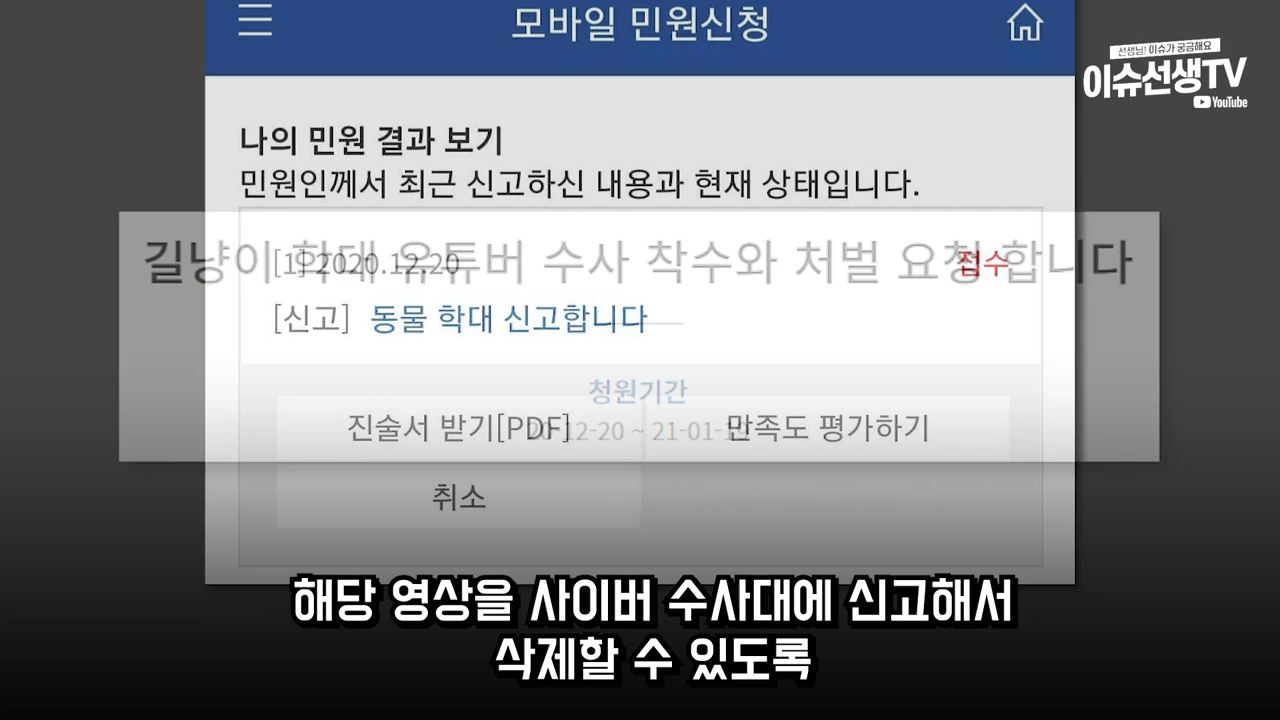 모바일 민원신청
선생님! 이슈가 궁금해요
이슈선생TV
YouTube
나의 민원 결과 보기
민원인께서 최근 신고하신 내용과 현재 상태입니다.
길냥이 학대 유튜버 수사 착수와 처벌 요청 합니다
[1] 2020.12.20
접수
[신고] 동물 학대 신고합니다
청원기간
진술서 받기[PDF]
20-12-20 ~ 21-01-19
만족도 평가하기
취소
해당 영상을 사이버 수사대에 신고해서
삭제할 수 있도록